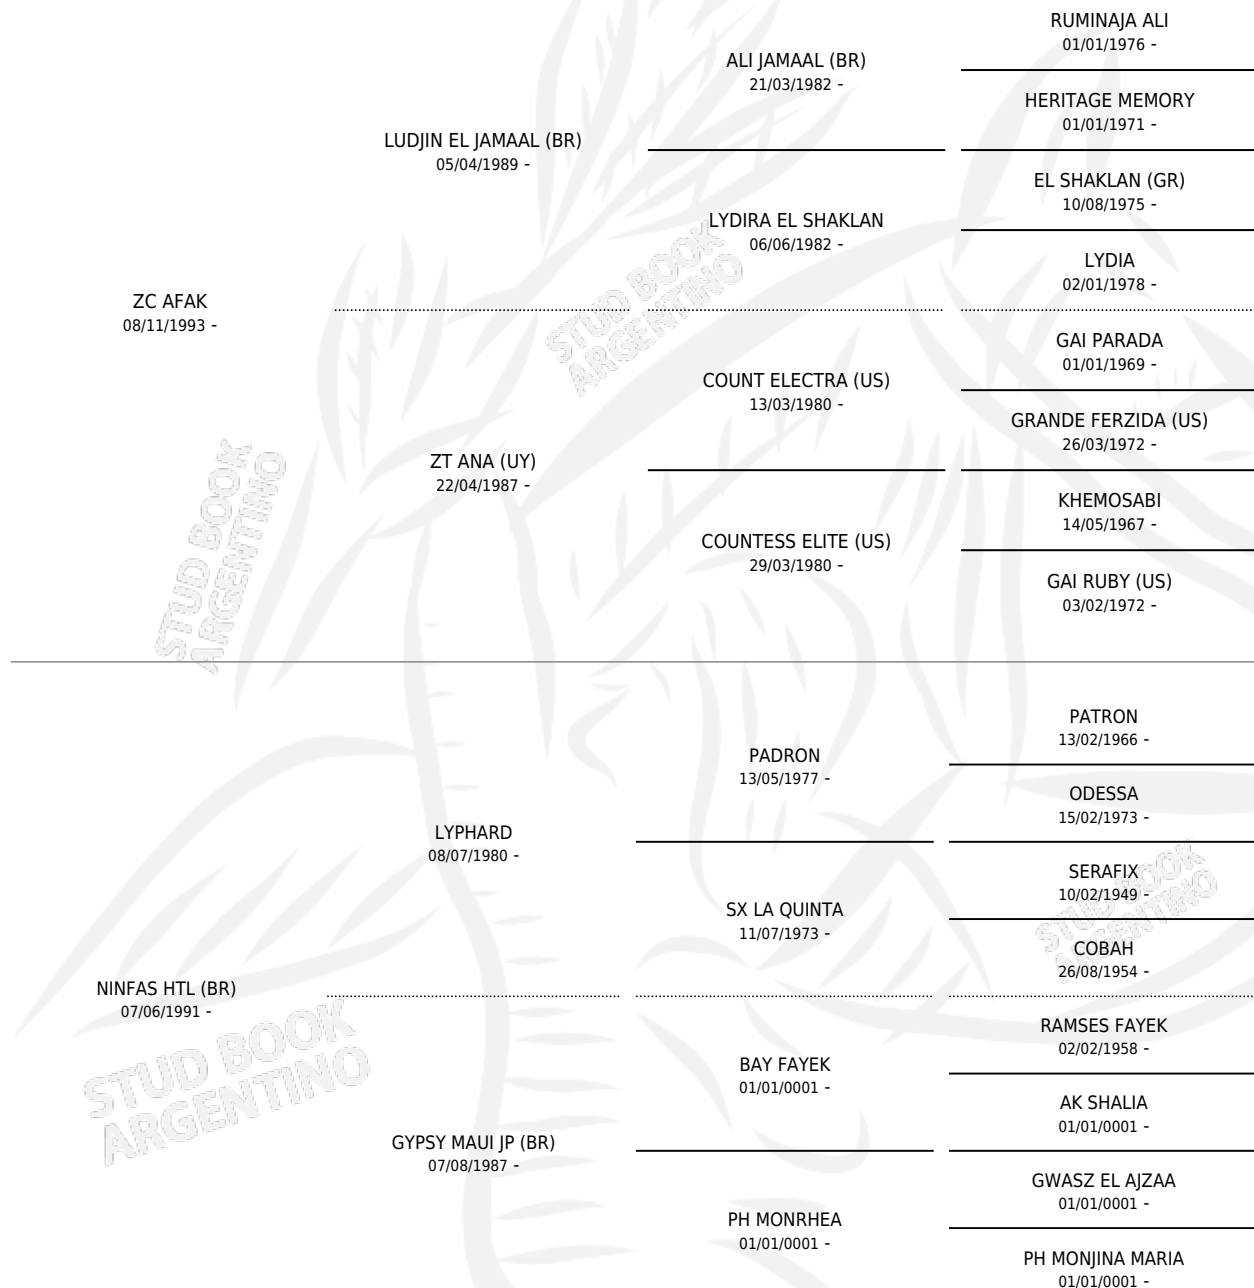 RUMINAJA ALI
01/01/1976 -
ALI JAMAAL (BR)
21/03/1982 -
HERITAGE MEMORY
01/01/1971 -
LUDJIN EL JAMAAL (BR)
05/04/1989 -
EL SHAKLAN (GR)
10/08/1975 -
LYDIRA EL SHAKLAN
06/06/1982 -
LYDIA
02/01/1978 -
ZC AFAK
08/11/1993 -
STUD BOOK
ARGENTINO
GAI PARADA
01/01/1969 -
COUNT ELECTRA (US)
13/03/1980 -
GRANDE FERZIDA (US)
26/03/1972 -
ZT ANA (UY)
22/04/1987 -
KHEMOSABI
14/05/1967 -
COUNTESS ELITE (US)
29/03/1980 -
GAI RUBY (US)
03/02/1972 -
STUD BOOK
ARGENTINO
PATRON
13/02/1966 -
PADRON
13/05/1977 -
ODESSA
15/02/1973 -
LYPHARD
08/07/1980 -
SERAFIX
10/02/1949 -
SX LA QUINTA
11/07/1973 -
COBAH
26/08/1954 -
STUD BOOK
ARGENTINO
NINFAS HTL (BR)
07/06/1991 -
STUD BOOK
ARGENTINO
RAMSES FAYEK
02/02/1958 -
BAY FAYEK
01/01/0001 -
AK SHALIA
01/01/0001 -
GYPSY MAUI JP (BR)
07/08/1987 -
GWASZ EL AJZAA
01/01/0001 -
PH MONRHEA
01/01/0001 -
PH MONJINA MARIA
01/01/0001 -